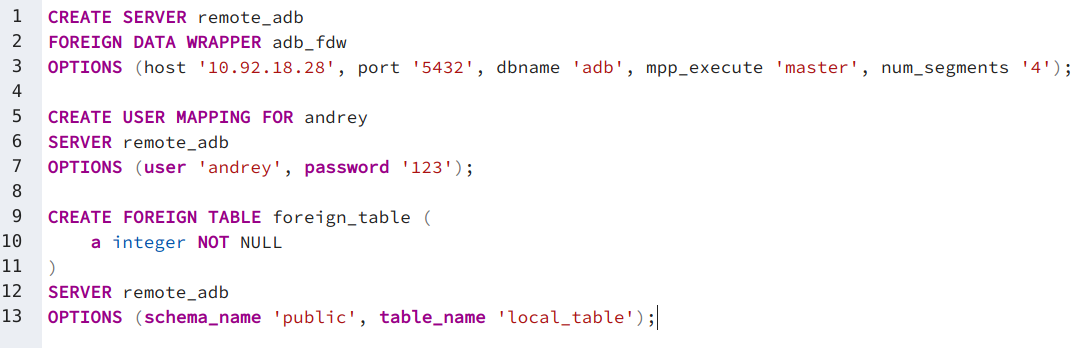 1 CREATE SERVER remote_adb
2 FOREIGN DATA WRAPPER adb_fdw
3 OPTIONS (host '10.92.18.28', port '5432', dbname 'adb', mpp_execute 'master', num_segments '4');
4
5 CREATE USER MAPPING FOR andrey
6 SERVER remote_adb
7 OPTIONS (user 'andrey', password '123');
8
9 CREATE FOREIGN TABLE foreign_table (
10     a integer NOT NULL
11 )
12 SERVER remote_adb
13 OPTIONS (schema_name 'public', table_name 'local_table');